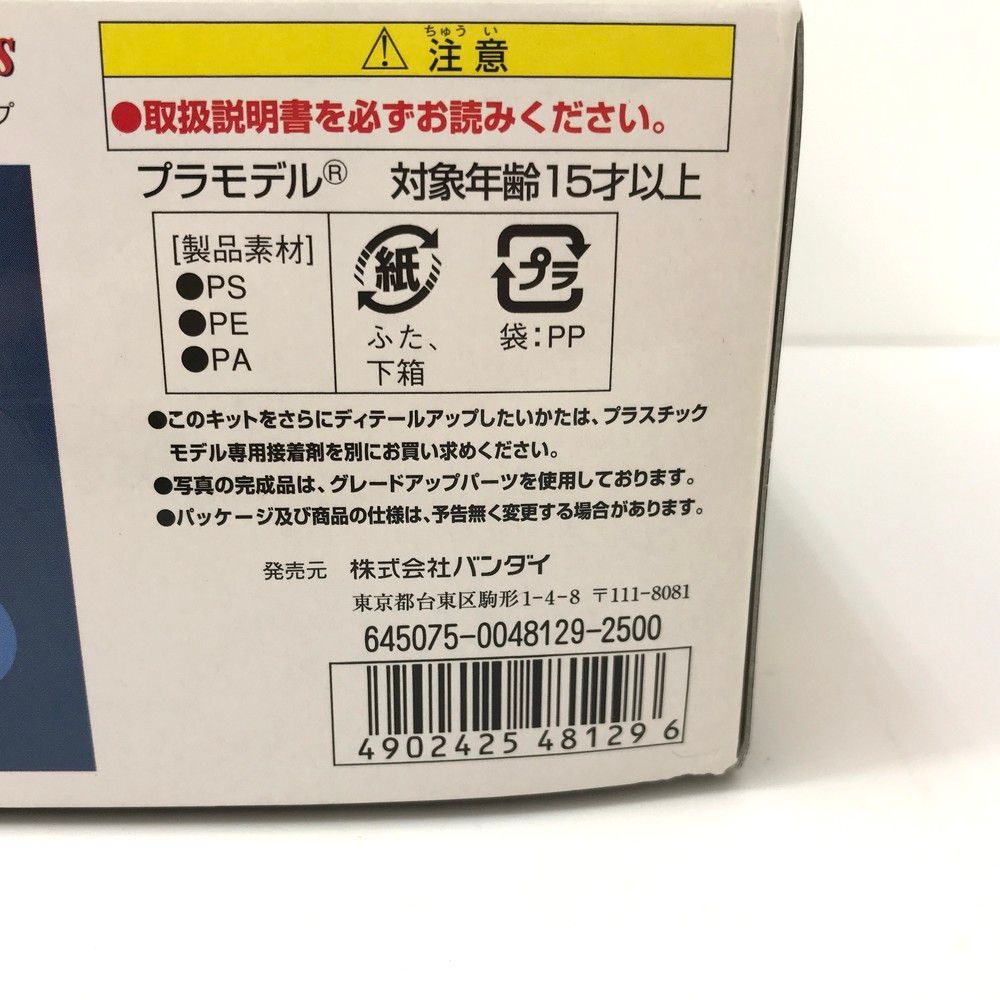 S
プ
ちゅう い
注意
●取扱説明書を必ずお読みください。
プラモデル® 対象年齢15才以上
[製品素材]
●PS
●PE
●PA
紙
ふた、
下箱
プラ
袋：PP
●このキットをさらにディテールアップしたいかたは、プラスチック
モデル専用接着剤を別にお買い求めください。
●写真の完成品は、グレードアップパーツを使用しております。
●パッケージ及び商品の仕様は、予告無く変更する場合があります。
発売元 株式会社バンダイ
東京都台東区駒形1-4-8 〒111-8081
645075-0048129-2500
4902425 481296